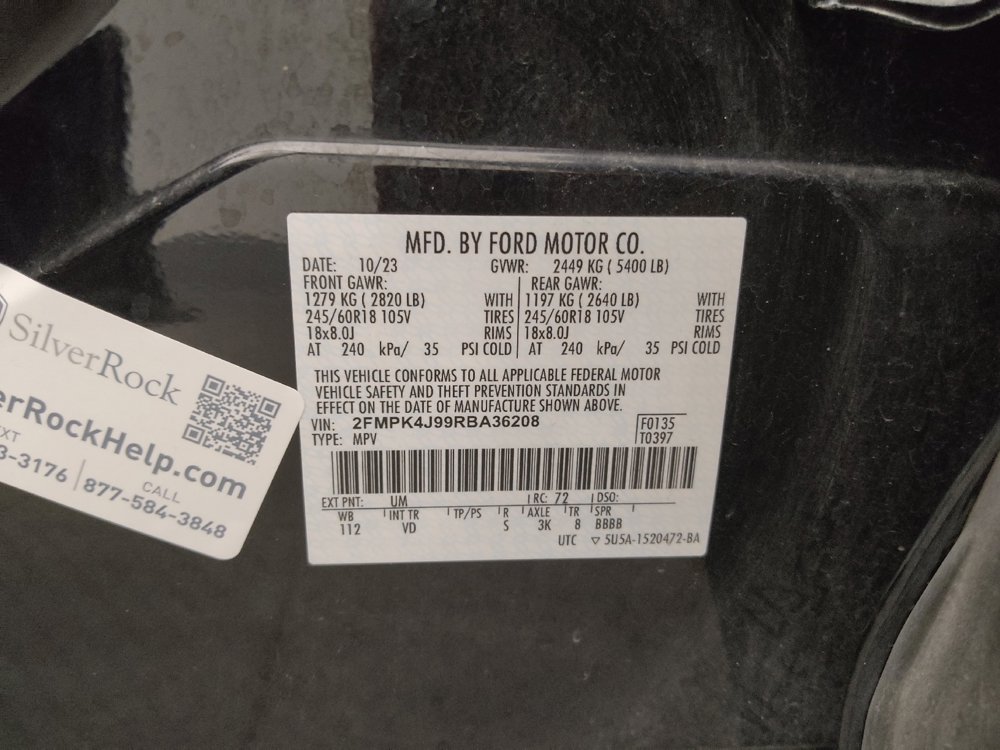 MFD. BY FORD MOTOR CO.
DATE: 10/23 GVWR: 2449 KG ( 5400 LB)
FRONT GAWR: REAR GAWR:
1279 KG ( 2820 LB) WITH 1197 KG ( 2640 LB) WITH
245/60R18 105V TIRES 245/60R18 105V TIRES
18x8.0J RIMS 18x8.0J RIMS
AT 240 kPa/ 35 PSI COLD AT 240 kPa/ 35 PSI COLD
THIS VEHICLE CONFORMS TO ALL APPLICABLE FEDERAL MOTOR
VEHICLE SAFETY AND THEFT PREVENTION STANDARDS IN
EFFECT ON THE DATE OF MANUFACTURE SHOWN ABOVE.
VIN: 2FMPK4J99RBA36208 F0135
TYPE: MPV T0397
EXT PNT: UM RC: 72 DSO:
WB INT TR TP/PS R AXLE TR SPR
112 VD S 3K 8 BBBB
UTC ▽ 5U5A-1520472-BA
SilverRock
erRockHelp.com
XT CALL
3-3176 | 877-584-3848